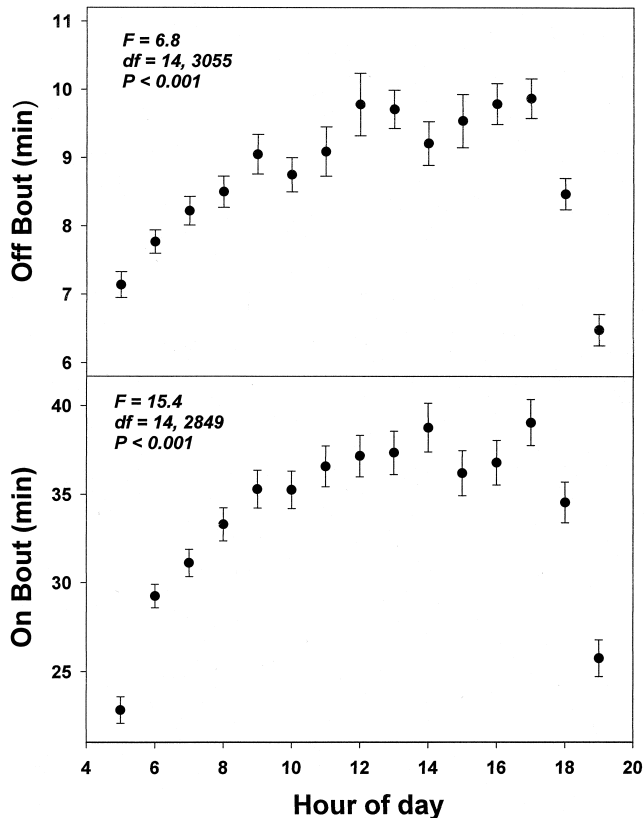 11
10
9
8
7
6
Off Bout (min)
F = 6.8
df = 14, 3055
P < 0.001
40
35
30
25
On Bout (min)
F = 15.4
df = 14, 2849
P < 0.001
4 6 8 10 12 14 16 18 20
Hour of day